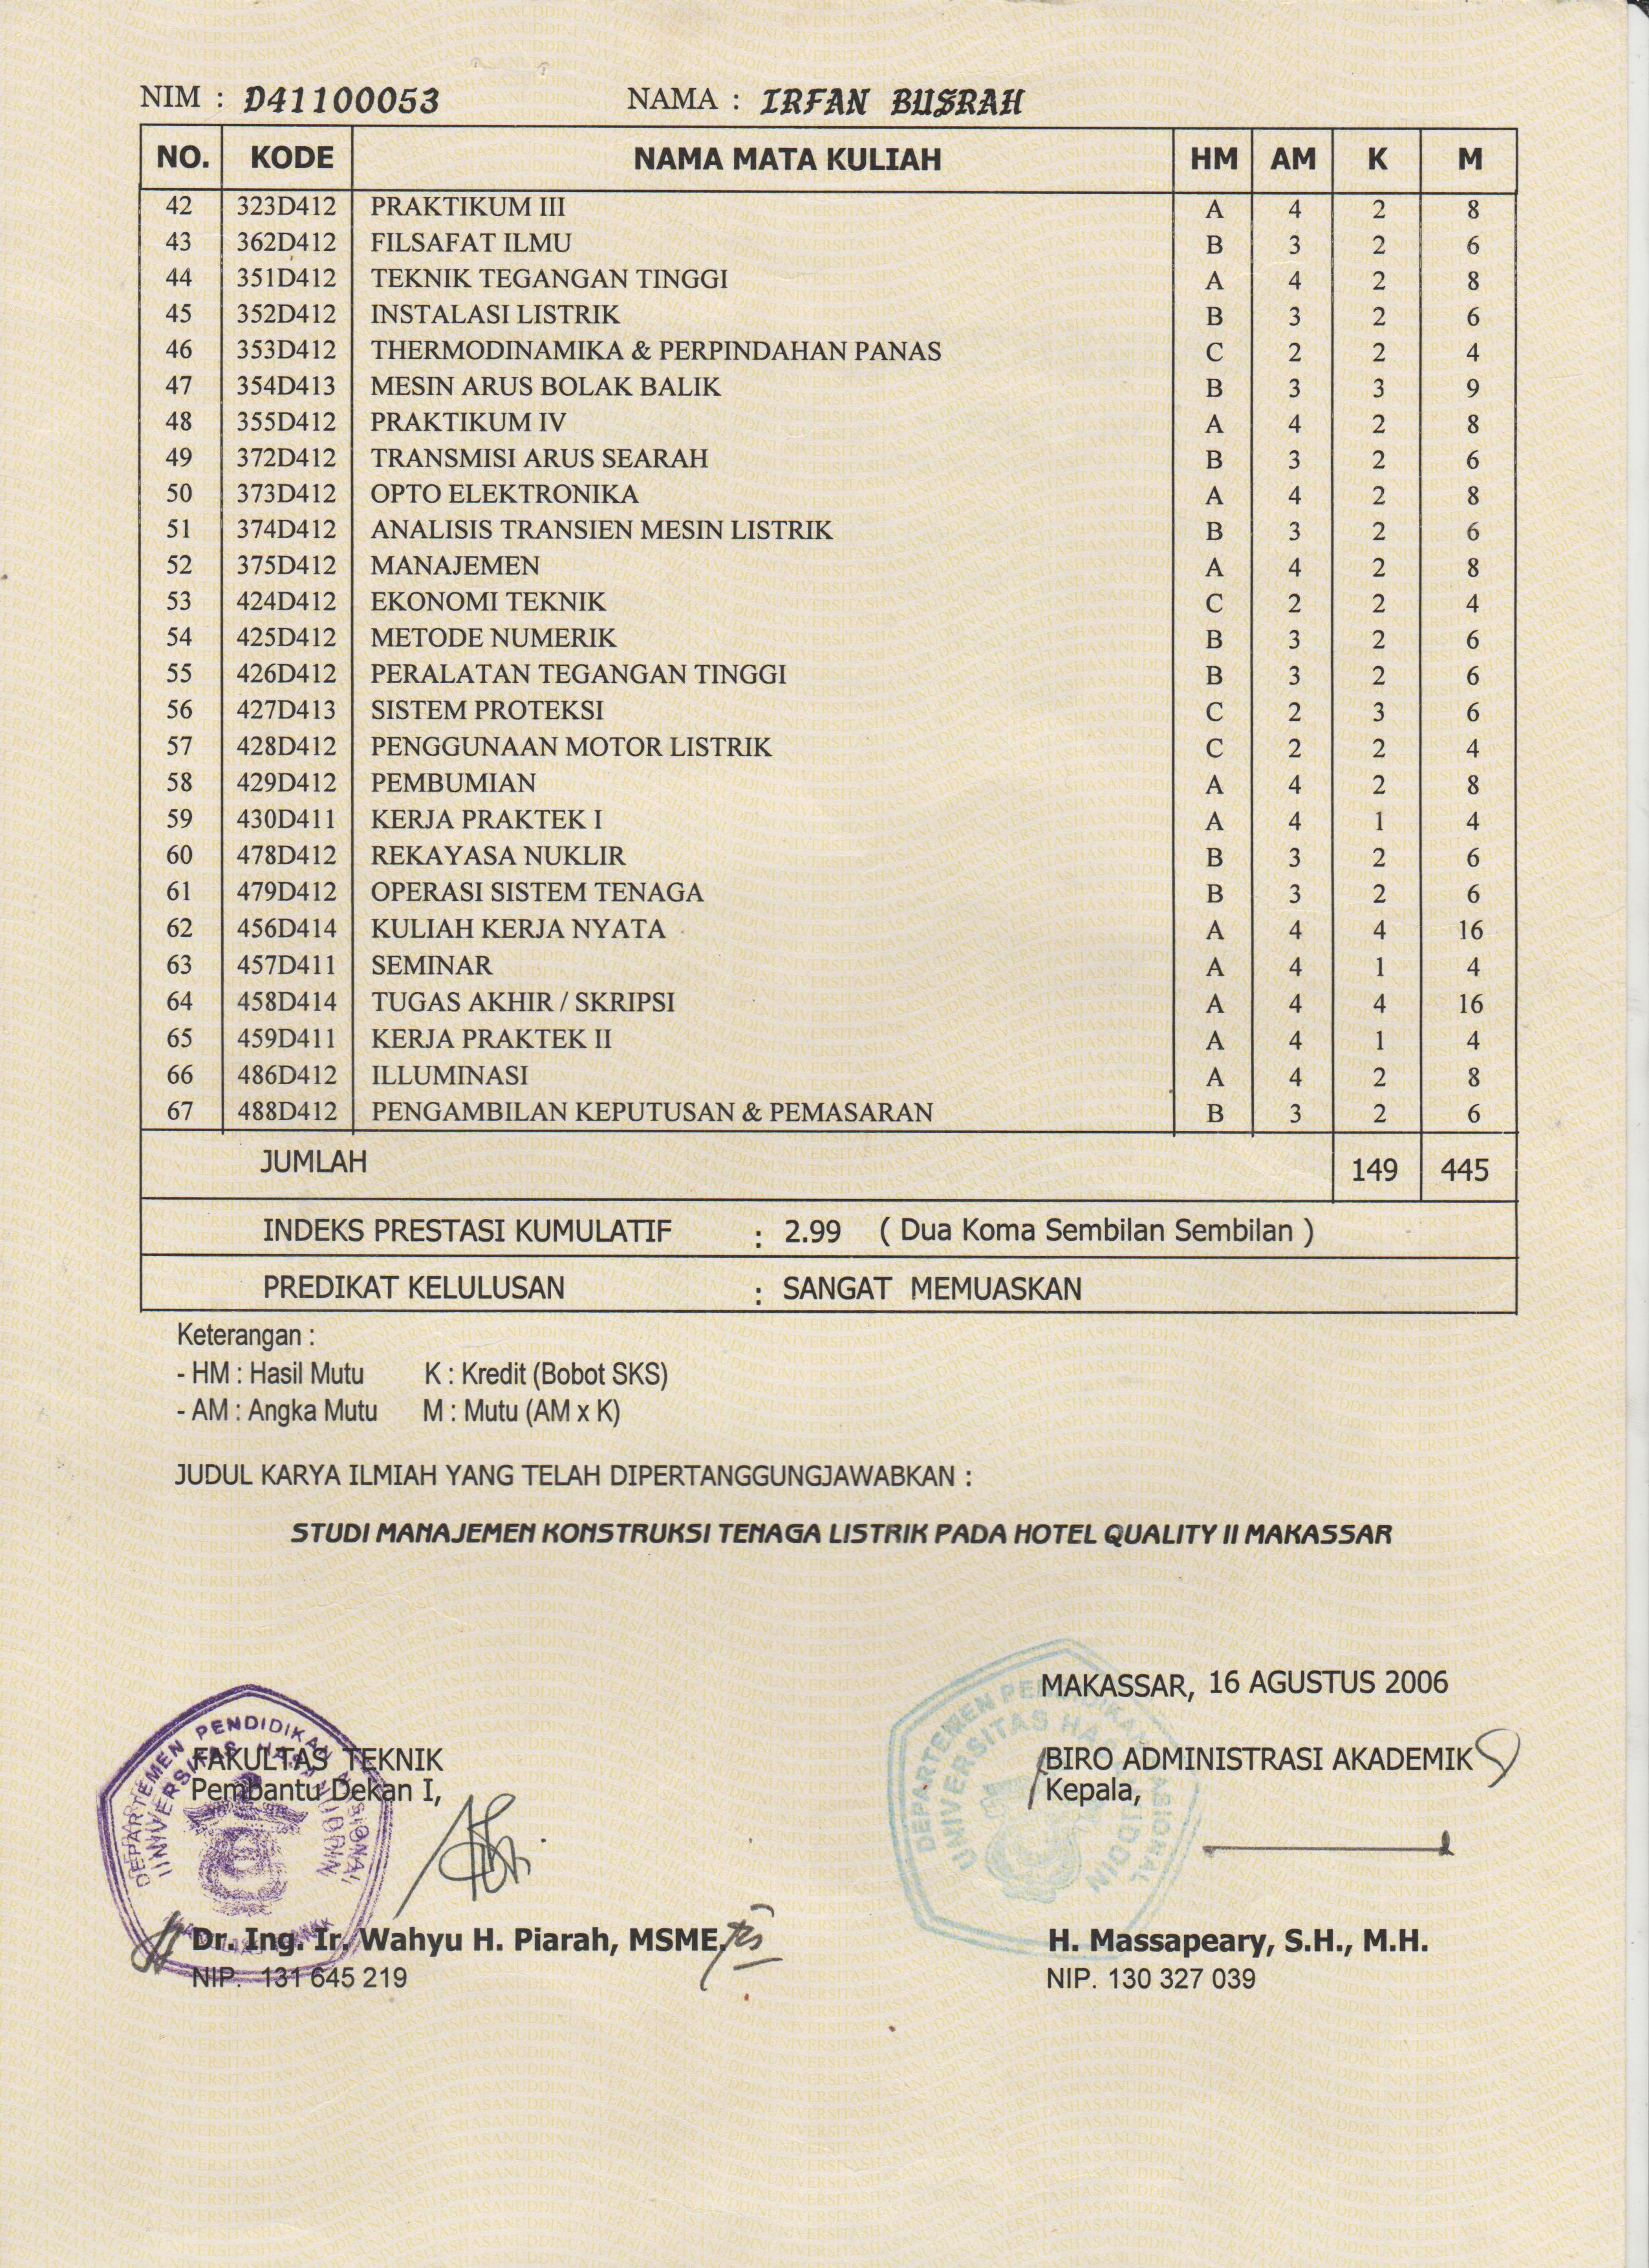 NIM : D41100053 NAMA : IRFAN BUSRAH
NO. KODE NAMA MATA KULIAH HM AM K M
42 323D412 PRAKTIKUM III A 4 2 8
43 362D412 FILSAFAT ILMU B 3 2 6
44 351D412 TEKNIK TEGANGAN TINGGI A 4 2 8
45 352D412 INSTALASI LISTRIK B 3 2 6
46 353D412 THERMODINAMIKA & PERPINDAHAN PANAS C 2 2 4
47 354D413 MESIN ARUS BOLAK BALIK B 3 3 9
48 355D412 PRAKTIKUM IV A 4 2 8
49 372D412 TRANSMISI ARUS SEARAH B 3 2 6
50 373D412 OPTO ELEKTRONIKA A 4 2 8
51 374D412 ANALISIS TRANSIEN MESIN LISTRIK B 3 2 6
52 375D412 MANAJEMEN A 4 2 8
53 424D412 EKONOMI TEKNIK C 2 2 4
54 425D412 METODE NUMERIK B 3 2 6
55 426D412 PERALATAN TEGANGAN TINGGI B 3 2 6
56 427D413 SISTEM PROTEKSI C 2 3 6
57 428D412 PENGGUNAAN MOTOR LISTRIK C 2 2 4
58 429D412 PEMBUMIAN A 4 2 8
59 430D411 KERJA PRAKTEK I A 4 1 4
60 478D412 REKAYASA NUKLIR B 3 2 6
61 479D412 OPERASI SISTEM TENAGA B 3 2 6
62 456D414 KULIAH KERJA NYATA A 4 4 16
63 457D411 SEMINAR A 4 1 4
64 458D414 TUGAS AKHIR / SKRIPSI A 4 4 16
65 459D411 KERJA PRAKTEK II A 4 1 4
66 486D412 ILLUMINASI A 4 2 8
67 488D412 PENGAMBILAN KEPUTUSAN & PEMASARAN B 3 2 6
JUMLAH 149 445
INDEKS PRESTASI KUMULATIF : 2.99 ( Dua Koma Sembilan Sembilan )
PREDIKAT KELULUSAN : SANGAT MEMUASKAN
Keterangan :
- HM : Hasil Mutu K : Kredit (Bobot SKS)
- AM : Angka Mutu M : Mutu (AM x K)
JUDUL KARYA ILMIAH YANG TELAH DIPERTANGGUNGJAWABKAN :
STUDI MANAJEMEN KONSTRUKSI TENAGA LISTRIK PADA HOTEL QUALITY II MAKASSAR
MAKASSAR, 16 AGUSTUS 2006
FAKULTAS TEKNIK
Pembantu Dekan I,
BIRO ADMINISTRASI AKADEMIK
Kepala,
DEPARTEMEN PENDIDIKAN NASIONAL
UNIVERSITAS HASANUDDIN
DEPARTEMEN PENDIDIKAN NASIONAL
UNIVERSITAS HASANUDDIN
Dr. Ing. Ir. Wahyu H. Piarah, MSME.
NIP. 131 645 219
H. Massapeary, S.H., M.H.
NIP. 130 327 039